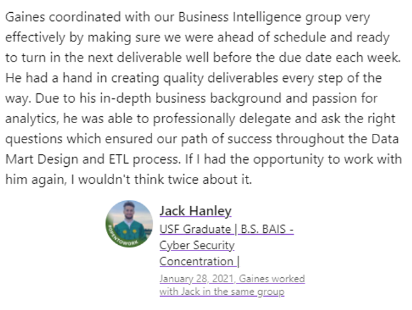 Gaines coordinated with our Business Intelligence group very
effectively by making sure we were ahead of schedule and ready
to turn in the next deliverable well before the due date each week.
He had a hand in creating quality deliverables every step of the
way. Due to his in-depth business background and passion for
analytics, he was able to professionally delegate and ask the right
questions which ensured our path of success throughout the Data
Mart Design and ETL process. If I had the opportunity to work with
him again, I wouldn't think twice about it.
Jack Hanley
USF Graduate | B.S. BAIS -
Cyber Security
Concentration |
January 28, 2021, Gaines worked
with Jack in the same group
#OPENTOWORK